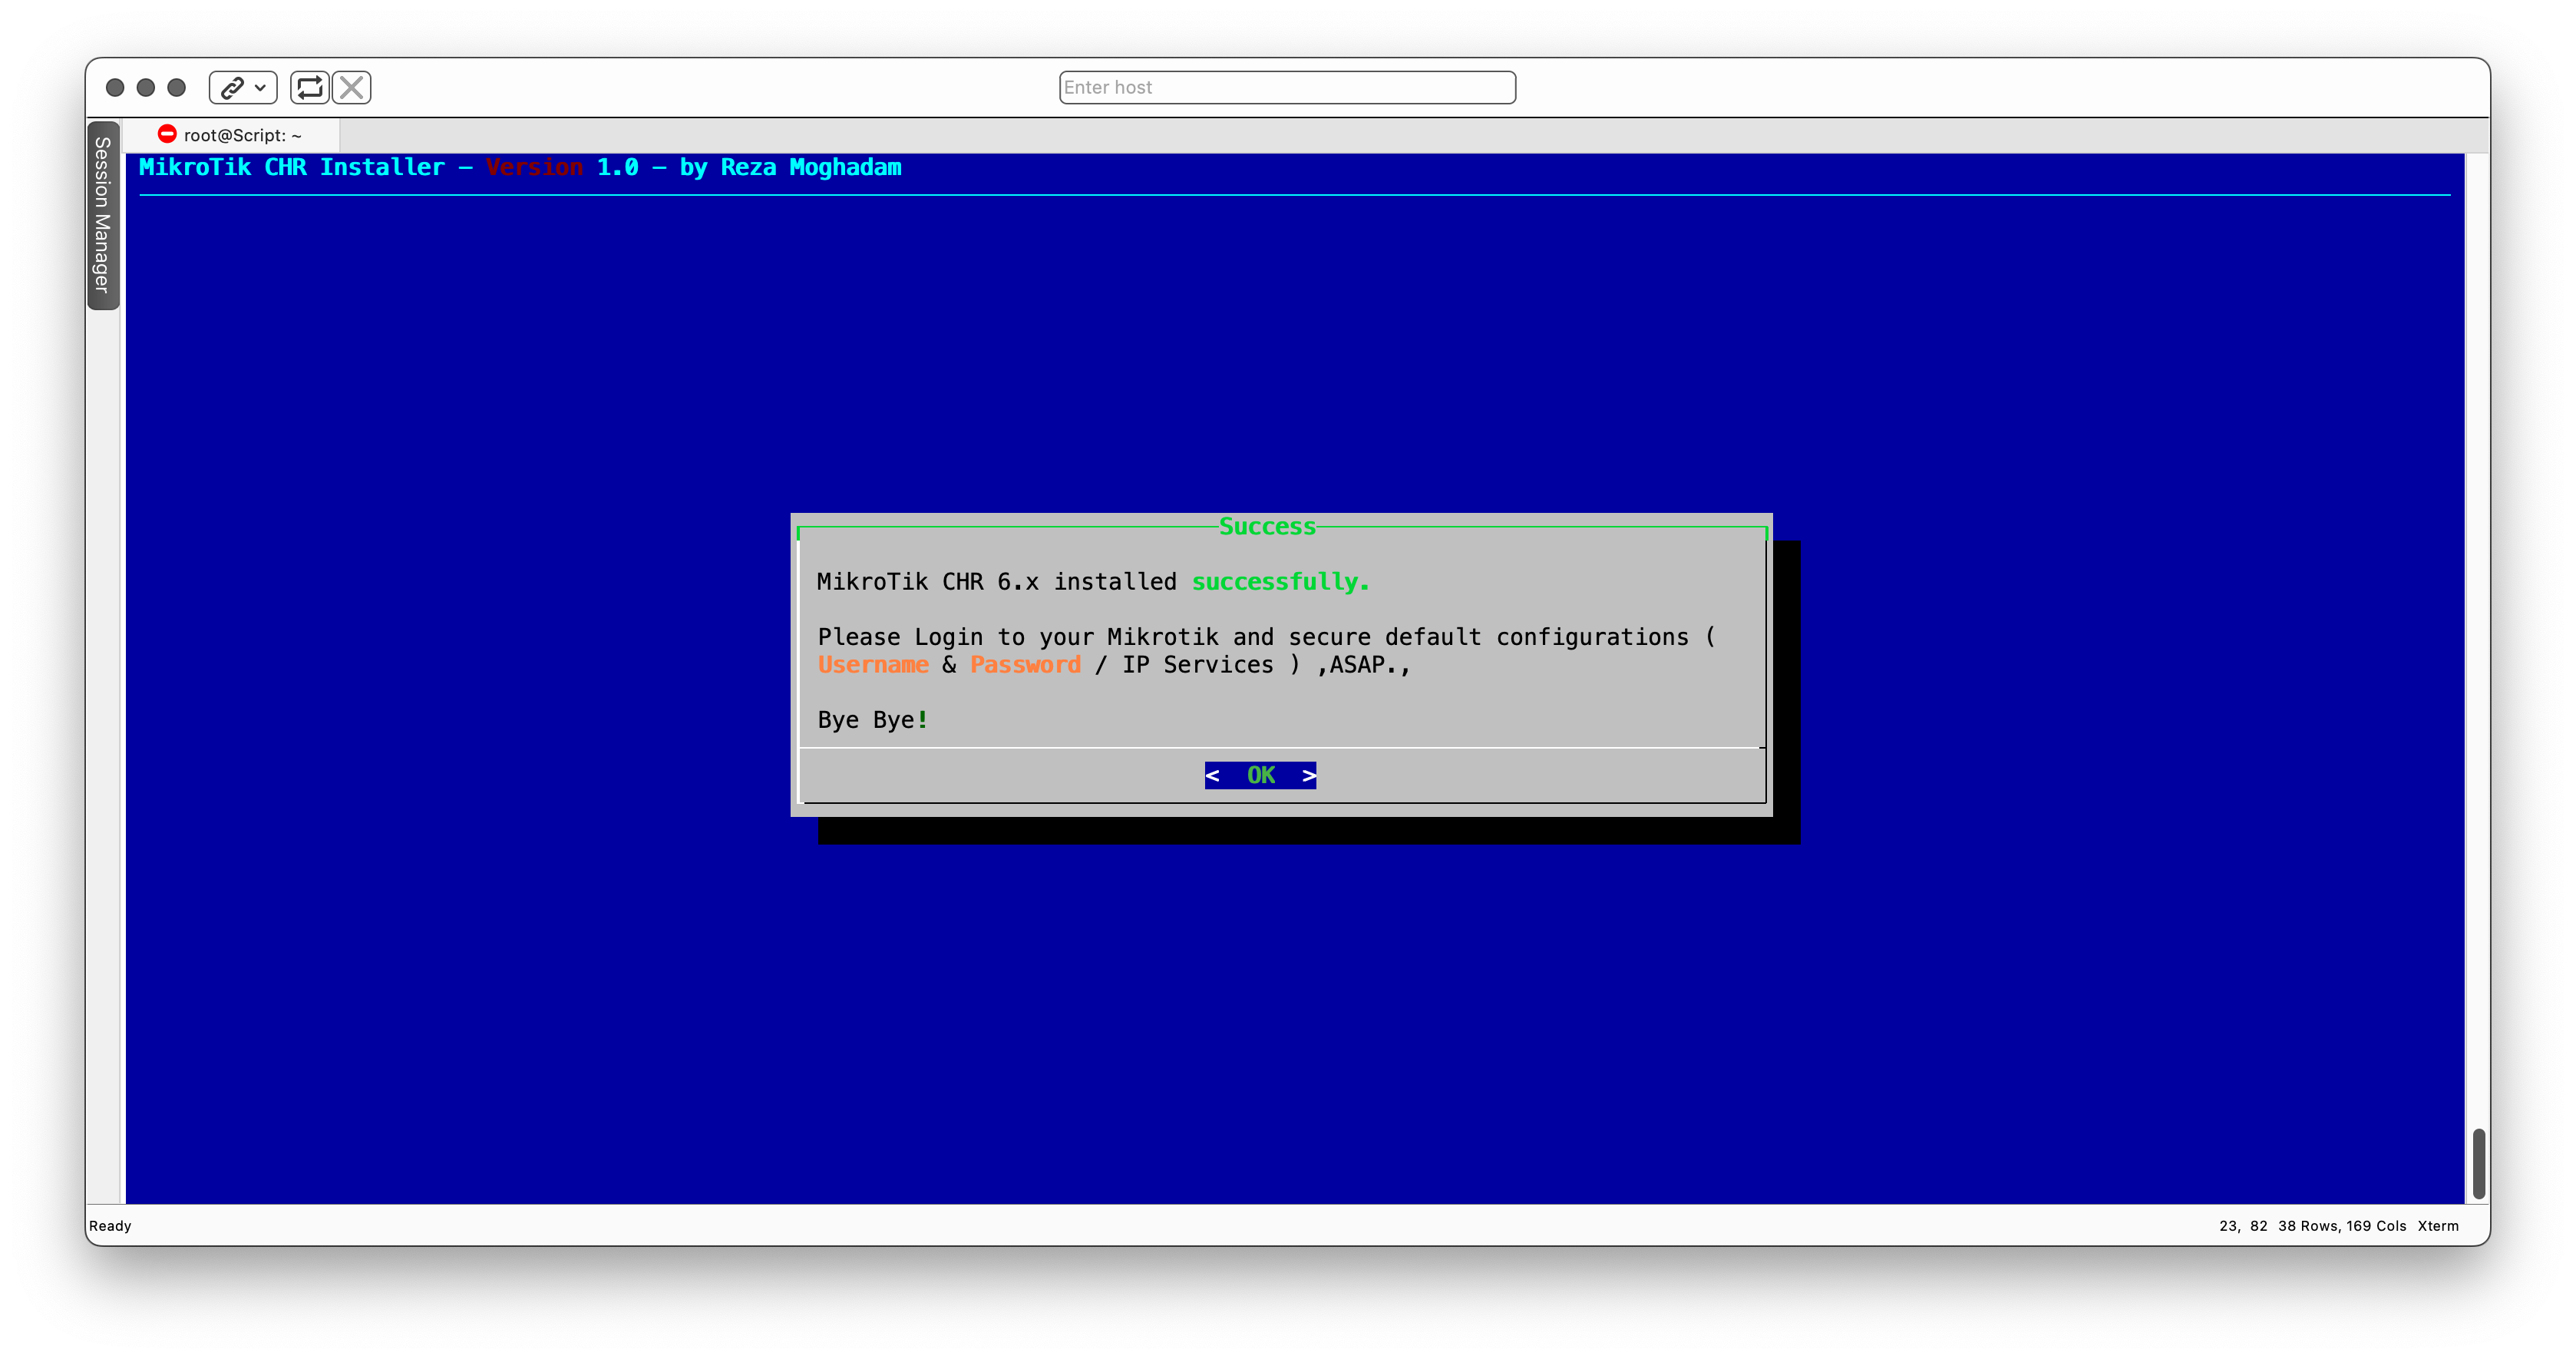 Enter host
root@Script: ~
Session Manager
MikroTik CHR Installer – Version 1.0 – by Reza Moghadam
Success
MikroTik CHR 6.x installed successfully.
Please Login to your Mikrotik and secure default configurations (
Username & Password / IP Services ) ,ASAP.,
Bye Bye!
< OK >
Ready
23, 82 38 Rows, 169 Cols Xterm